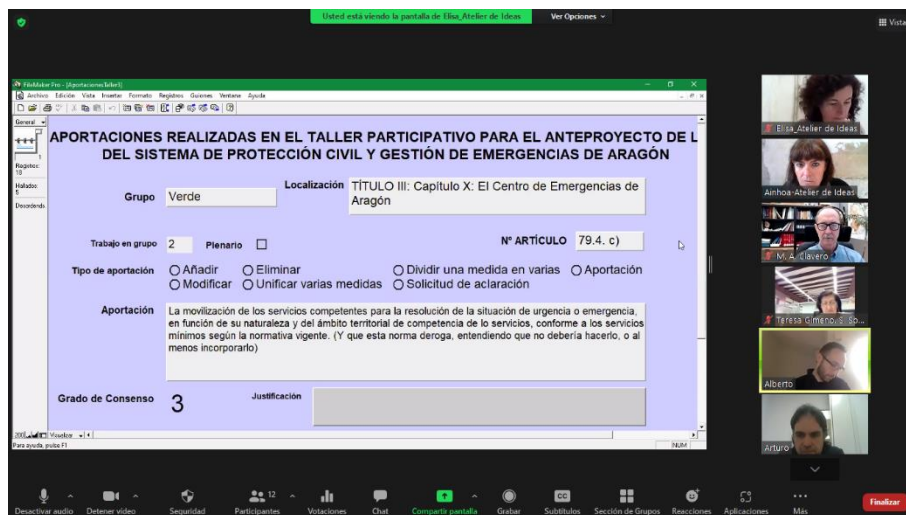 Usted está viendo la pantalla de Elisa_Atelier de Ideas
Ver Opciones
Vista
FileMaker Pro - [AportacionesTaller1]
Archivo Edición Vista Insertar Formato Registros Guiones Ventana Ayuda
General
1
Registros:
18
Hallados:
5
Desordenado
APORTACIONES REALIZADAS EN EL TALLER PARTICIPATIVO PARA EL ANTEPROYECTO DE L
DEL SISTEMA DE PROTECCIÓN CIVIL Y GESTIÓN DE EMERGENCIAS DE ARAGÓN
Grupo Verde
Localización TÍTULO III: Capítulo X: El Centro de Emergencias de
Aragón
Trabajo en grupo 2 Plenario
Nº ARTÍCULO 79.4. c)
Tipo de aportación Añadir Eliminar Dividir una medida en varias Aportación
Modificar Unificar varias medidas Solicitud de aclaración
Aportación La movilización de los servicios competentes para la resolución de la situación de urgencia o emergencia,
en función de su naturaleza y del ámbito territorial de competencia de lo servicios, conforme a los servicios
mínimos según la normativa vigente. (Y que esta norma deroga, entendiendo que no debería hacerlo, o al
menos incorporarlo)
Grado de Consenso 3 Justificación
Visualizar
Para ayuda, pulse F1
NUM
Elisa_Atelier de Ideas
Ainhoa-Atelier de Ideas
M. A. Clavero
Teresa Gimeno. S. Sp...
Alberto
Arturo
Desactivar audio Detener video Seguridad Participantes 12 Votaciones Chat Compartir pantalla Grabar Subtítulos Sección de Grupos Reacciones Aplicaciones Más Finalizar
CC